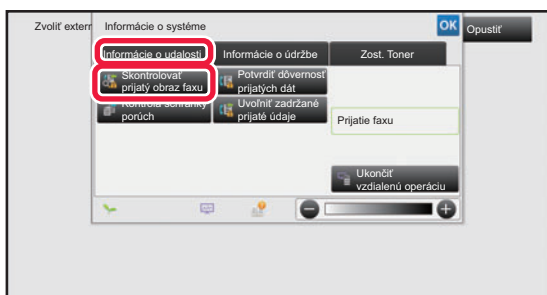 Zvoliť extern
Informácie o systéme
OK
Opustiť
Informácie o udalosti
Informácie o údržbe
Zost. Toner
Skontrolovať
prijatý obraz faxu
Potvrdiť dôvernosť
prijatých dát
Kontrola schránky
porúch
Uvoľniť zadržané
prijaté údaje
Prijatie faxu
Ukončiť
vzdialenú operáciu